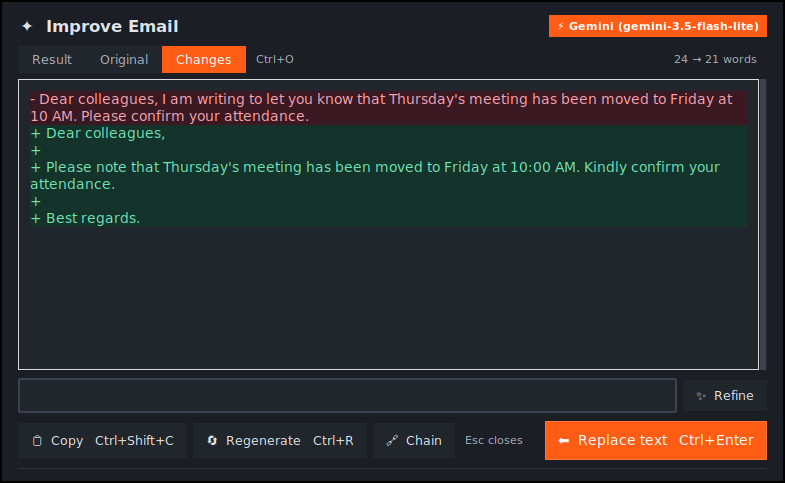 ✦ Improve Email
⚡ Gemini (gemini-3.5-flash-lite)
Result Original Changes Ctrl+O
24 → 21 words
- Dear colleagues, I am writing to let you know that Thursday's meeting has been moved to Friday at
10 AM. Please confirm your attendance.
+ Dear colleagues,
+
+ Please note that Thursday's meeting has been moved to Friday at 10:00 AM. Kindly confirm your
attendance.
+
+ Best regards.
✨ Refine
📋 Copy Ctrl+Shift+C
🔄 Regenerate Ctrl+R
🔗 Chain
Esc closes
⬅ Replace text Ctrl+Enter